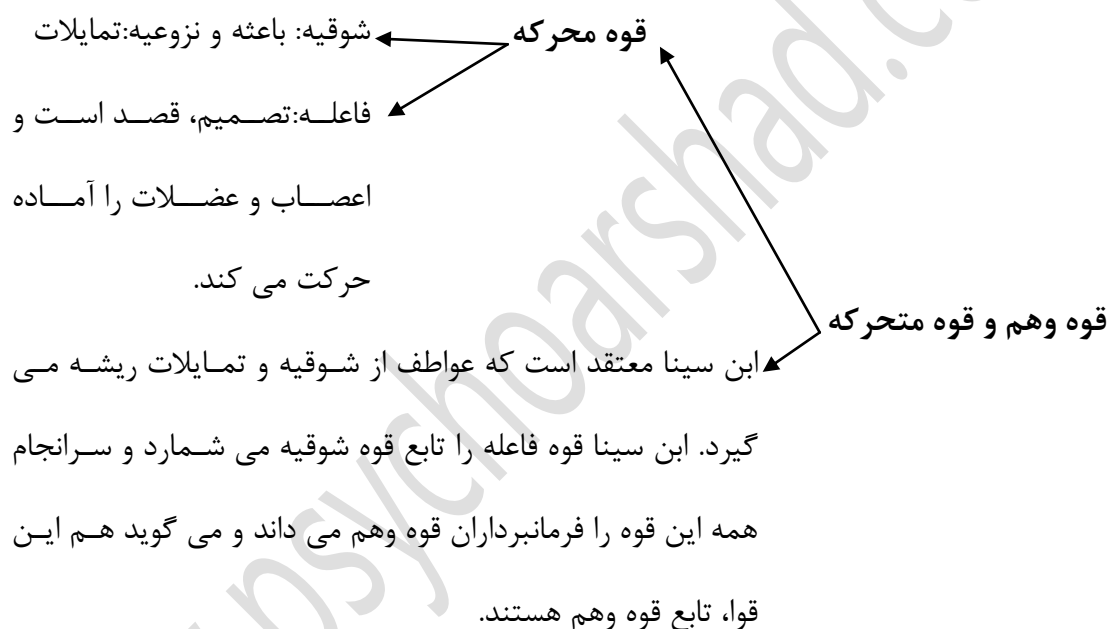 قوه محرکه شوقیه: باعثه و نزوعیه:تمایلات
فاعله:تصمیم، قصد است و
اعصاب و عضلات را آماده
حرکت می کند.
قوه وهم و قوه متحرکه
ابن سینا معتقد است که عواطف از شوقیه و تمایلات ریشه می
گیرد. ابن سینا قوه فاعله را تابع قوه شوقیه می شمارد و سرانجام
همه این قوه را فرمانبرداران قوه وهم می داند و می گوید هم این
قوا، تابع قوه وهم هستند.
psychoarshad.co